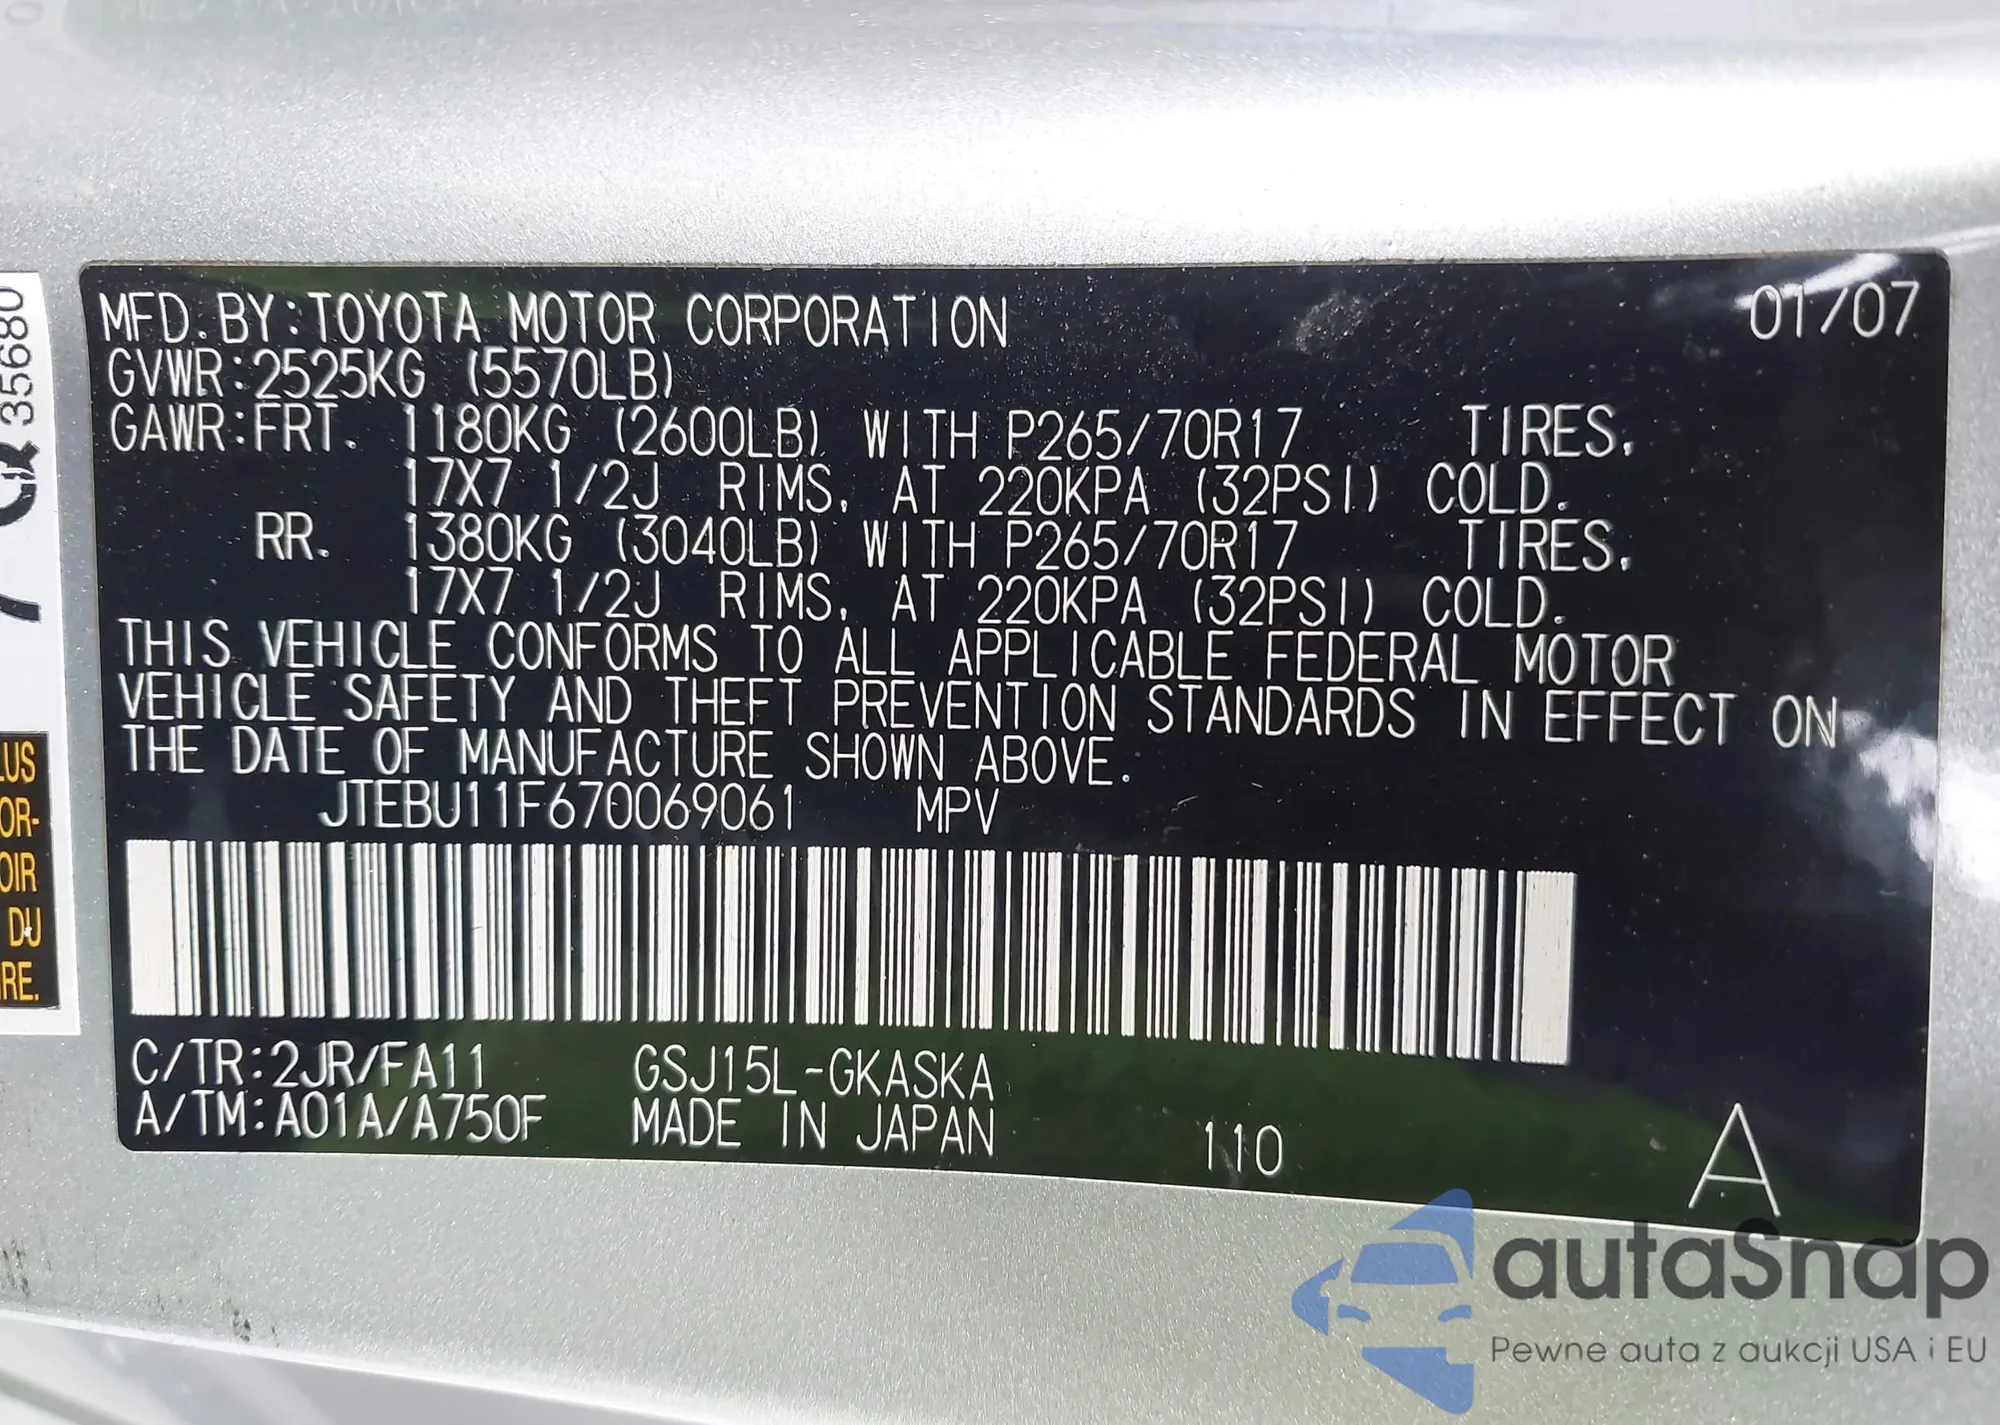 MFD. BY:TOYOTA MOTOR CORPORATION 01/07
GVWR:2525KG (5570LB)
GAWR:FRT. 1180KG (2600LB) WITH P265/70R17 TIRES,
17X7 1/2J RIMS, AT 220KPA (32PSI) COLD.
RR. 1380KG (3040LB) WITH P265/70R17 TIRES,
17X7 1/2J RIMS, AT 220KPA (32PSI) COLD.
THIS VEHICLE CONFORMS TO ALL APPLICABLE FEDERAL MOTOR
VEHICLE SAFETY AND THEFT PREVENTION STANDARDS IN EFFECT ON
THE DATE OF MANUFACTURE SHOWN ABOVE.
JTEBU11F670069061 MPV
C/TR:2JR/FA11 GSJ15L-GKASKA
A/TM:A01A/A750F MADE IN JAPAN 110 A
35680
LUS
OR-
OIR
DU
RE.
autaSnap
Pewne auta z aukcji USA i EU